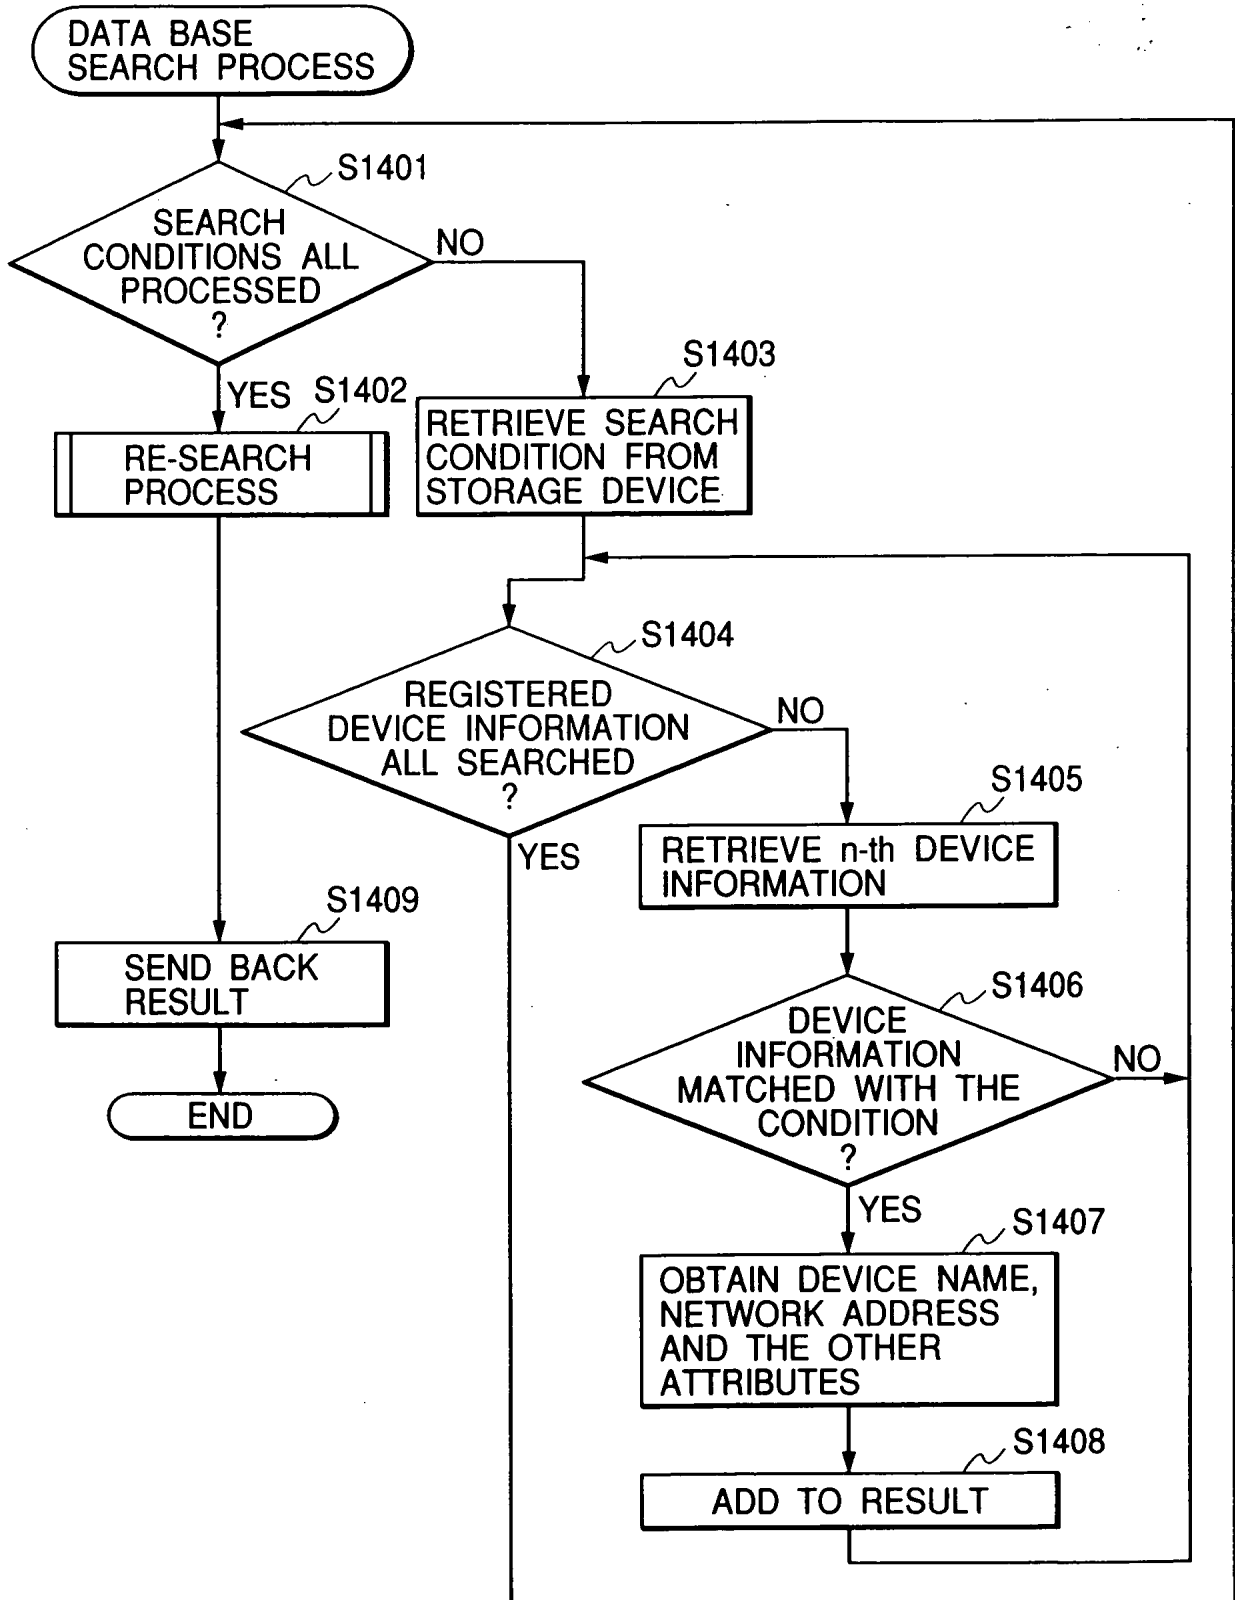 DATA BASE
SEARCH PROCESS
S1401
SEARCH
CONDITIONS ALL
PROCESSED
?
NO
YES
S1402
RE-SEARCH
PROCESS
S1403
RETRIEVE SEARCH
CONDITION FROM
STORAGE DEVICE
S1404
REGISTERED
DEVICE INFORMATION
ALL SEARCHED
?
NO
YES
S1405
RETRIEVE n-th DEVICE
INFORMATION
S1409
SEND BACK
RESULT
END
S1406
DEVICE
INFORMATION
MATCHED WITH THE
CONDITION
?
NO
YES
S1407
OBTAIN DEVICE NAME,
NETWORK ADDRESS
AND THE OTHER
ATTRIBUTES
S1408
ADD TO RESULT